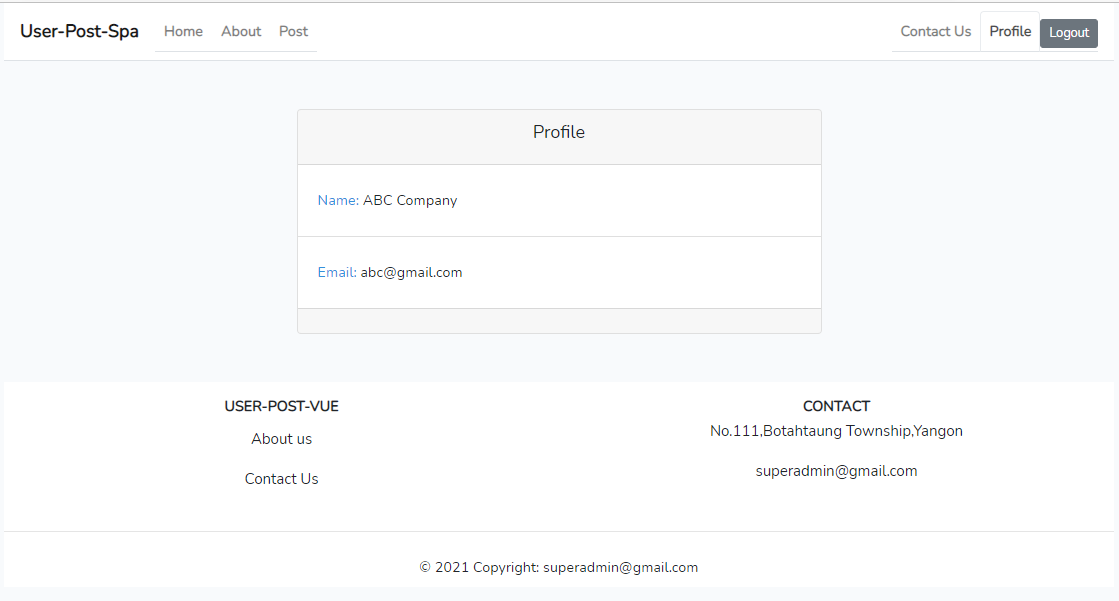 User-Post-Spa Home About Post Contact Us Profile Logout
Profile
Name: ABC Company
Email: abc@gmail.com
USER-POST-VUE
About us
Contact Us
CONTACT
No.111,Botahtaung Township,Yangon
superadmin@gmail.com
© 2021 Copyright: superadmin@gmail.com